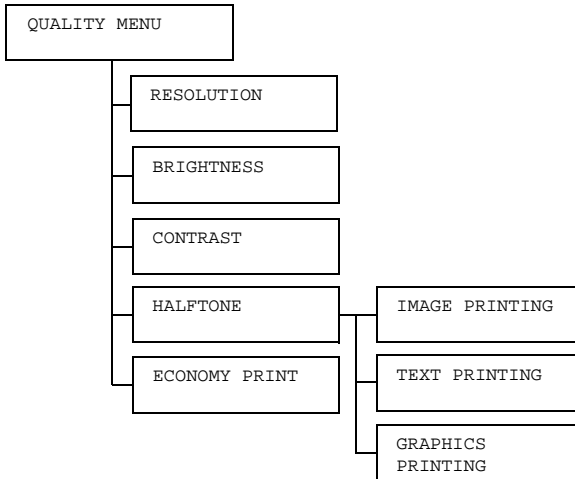 QUALITY MENU
RESOLUTION
BRIGHTNESS
CONTRAST
HALFTONE
IMAGE PRINTING
ECONOMY PRINT
TEXT PRINTING
GRAPHICS
PRINTING